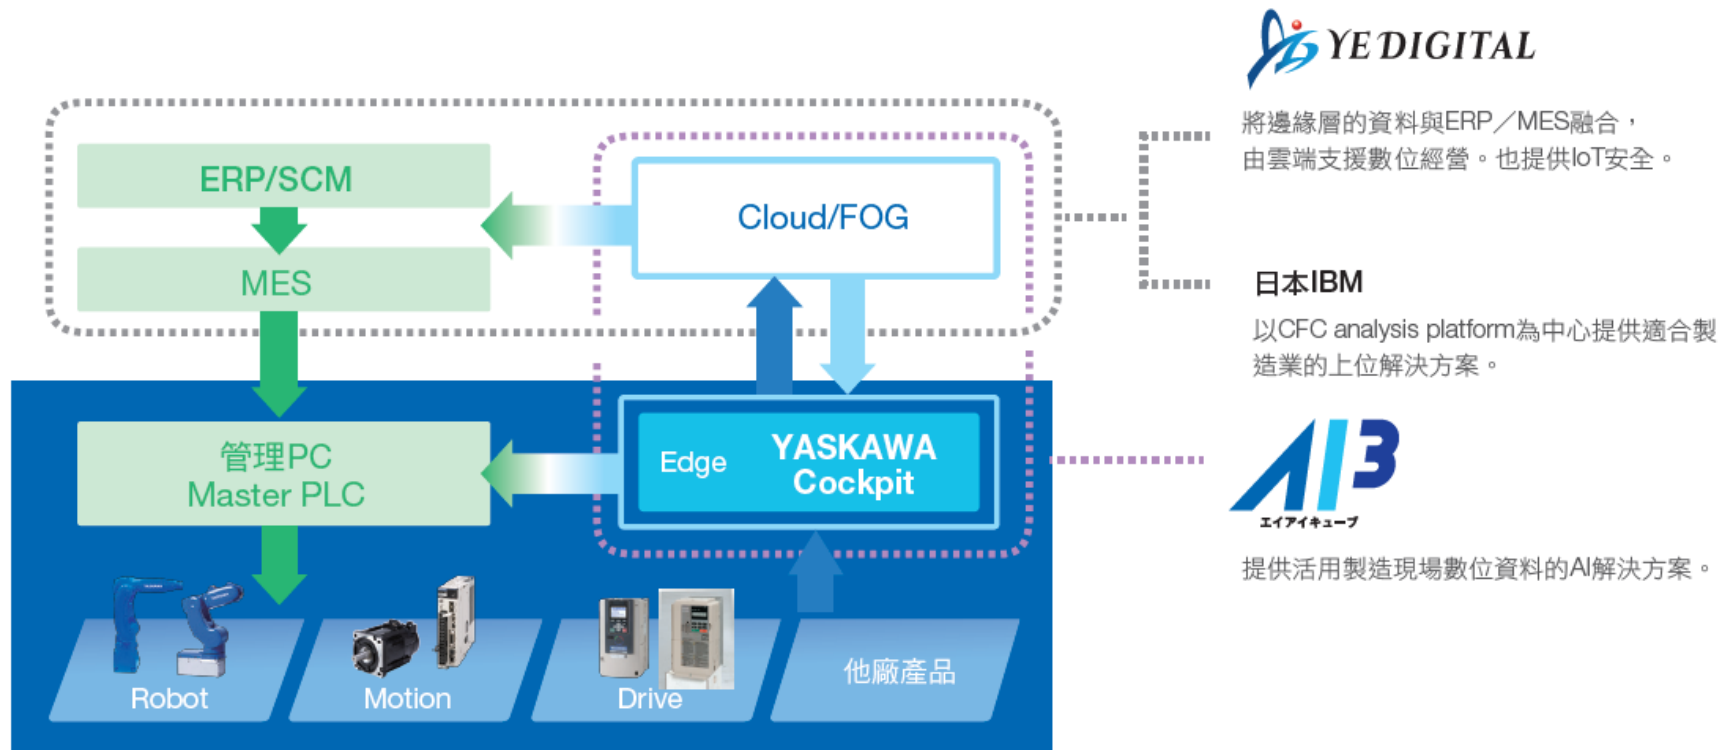 YE DIGITAL
將邊緣層的資料與ERP／MES融合，
由雲端支援數位經營。也提供IoT安全。
ERP/SCM
Cloud/FOG
MES
日本IBM
以CFC analysis platform為中心提供適合製
造業的上位解決方案。
管理PC
Master PLC
Edge
YASKAWA
Cockpit
AI3
エイアイキューブ
提供活用製造現場數位資料的AI解決方案。
Robot
Motion
Drive
他廠產品